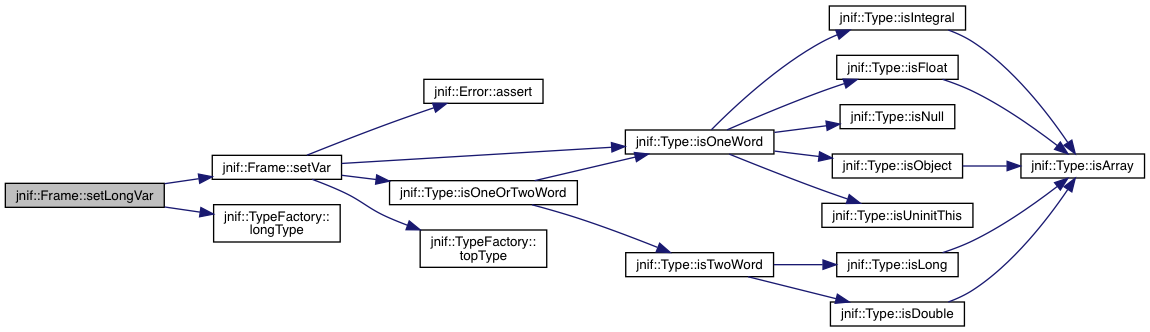 jnif::Frame::setLongVar
jnif::Frame::setVar
jnif::TypeFactory::
longType
jnif::Error::assert
jnif::Type::isOneOrTwoWord
jnif::TypeFactory::
topType
jnif::Type::isOneWord
jnif::Type::isTwoWord
jnif::Type::isIntegral
jnif::Type::isFloat
jnif::Type::isNull
jnif::Type::isObject
jnif::Type::isUninitThis
jnif::Type::isLong
jnif::Type::isDouble
jnif::Type::isArray